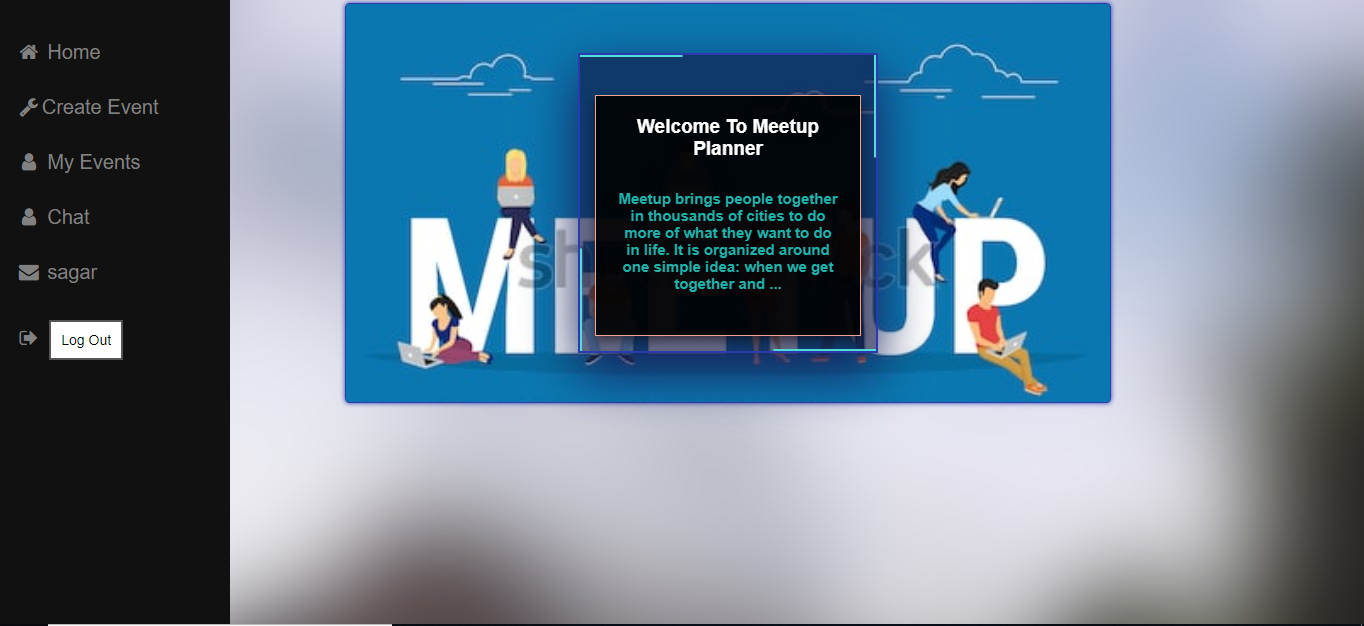 Home
Create Event
My Events
Chat
sagar
Log Out
Welcome To Meetup
Planner
Meetup brings people together
in thousands of cities to do
more of what they want to do
in life. It is organized around
one simple idea: when we get
together and ...
M UP